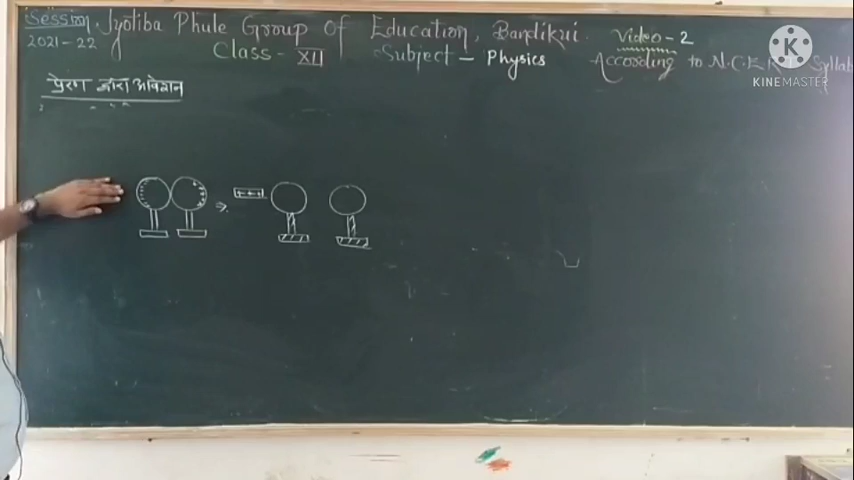 Session. Jyotiba Phule Group of Education, Bandikui. Video-2
2021-22 Class- XII Subject- Physics According to N.C.E.R.T Syllab
प्रेरण द्वारा आवेशन
KINEMASTER